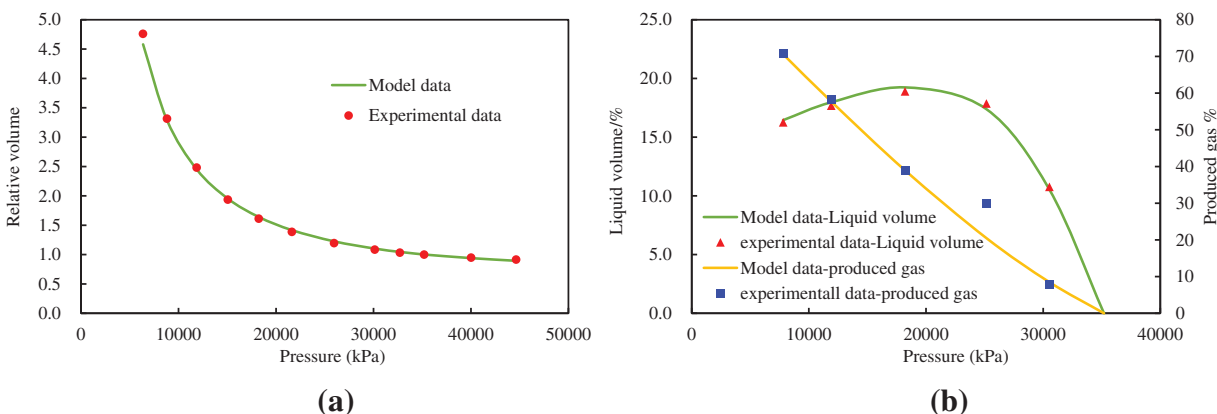 5.0
4.5
4.0
3.5
3.0
2.5
2.0
1.5
1.0
0.5
0.0
Relative volume
Model data
Experimental data
0 10000 20000 30000 40000 50000
Pressure (kPa)
(a)
25.0
20.0
15.0
10.0
5.0
0.0
Liquid volume/%
Model data-Liquid volume
experimental data-Liquid volume
Model data-produced gas
experimentall data-produced gas
80
70
60
50
40
30
20
10
0
Produced gas %
0 10000 20000 30000 40000
Pressure (kPa)
(b)